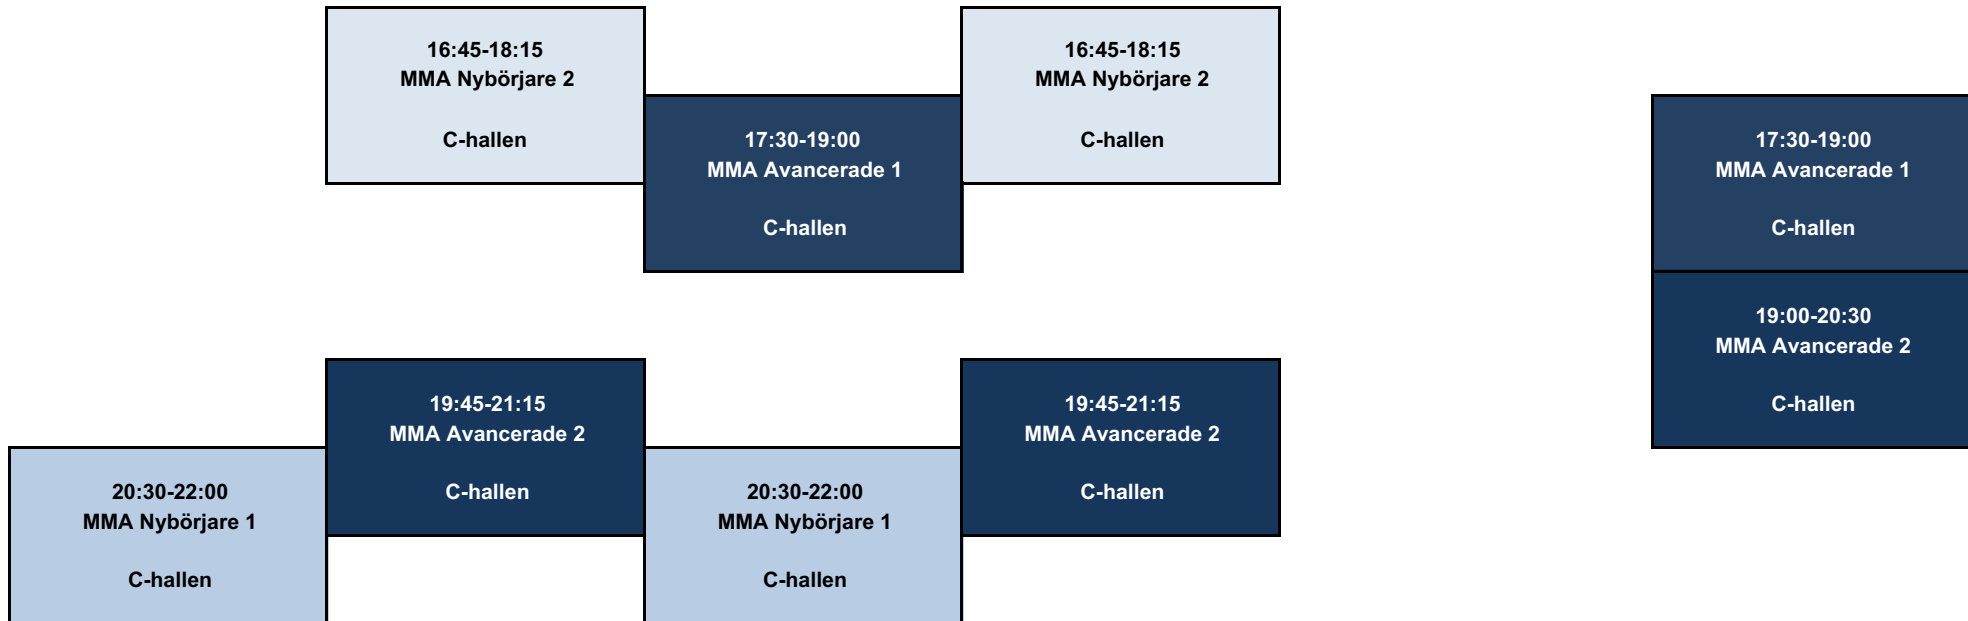 16:45-18:15
MMA Nybörjare 2
C-hallen
16:45-18:15
MMA Nybörjare 2
C-hallen
17:30-19:00
MMA Avancerade 1
C-hallen
17:30-19:00
MMA Avancerade 1
C-hallen
19:00-20:30
MMA Avancerade 2
C-hallen
19:45-21:15
MMA Avancerade 2
C-hallen
19:45-21:15
MMA Avancerade 2
C-hallen
20:30-22:00
MMA Nybörjare 1
C-hallen
20:30-22:00
MMA Nybörjare 1
C-hallen